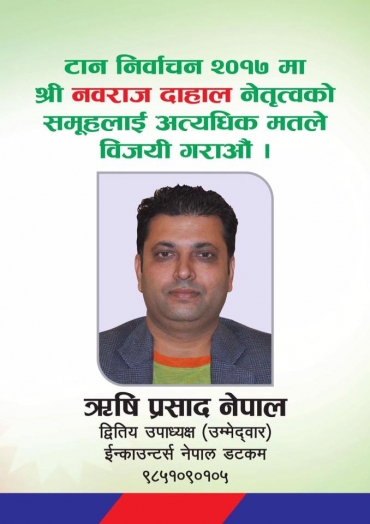 टान निर्वाचन २०१७ मा
श्री नवराज दाहाल नेतृत्वको
समूहलाई अत्यधिक मतले
विजयी गराऔं ।
ऋषि प्रसाद नेपाल
द्वितिय उपाध्यक्ष (उम्मेद्वार)
ईन्काउन्टर्स नेपाल डटकम
९८५१०९०१०५